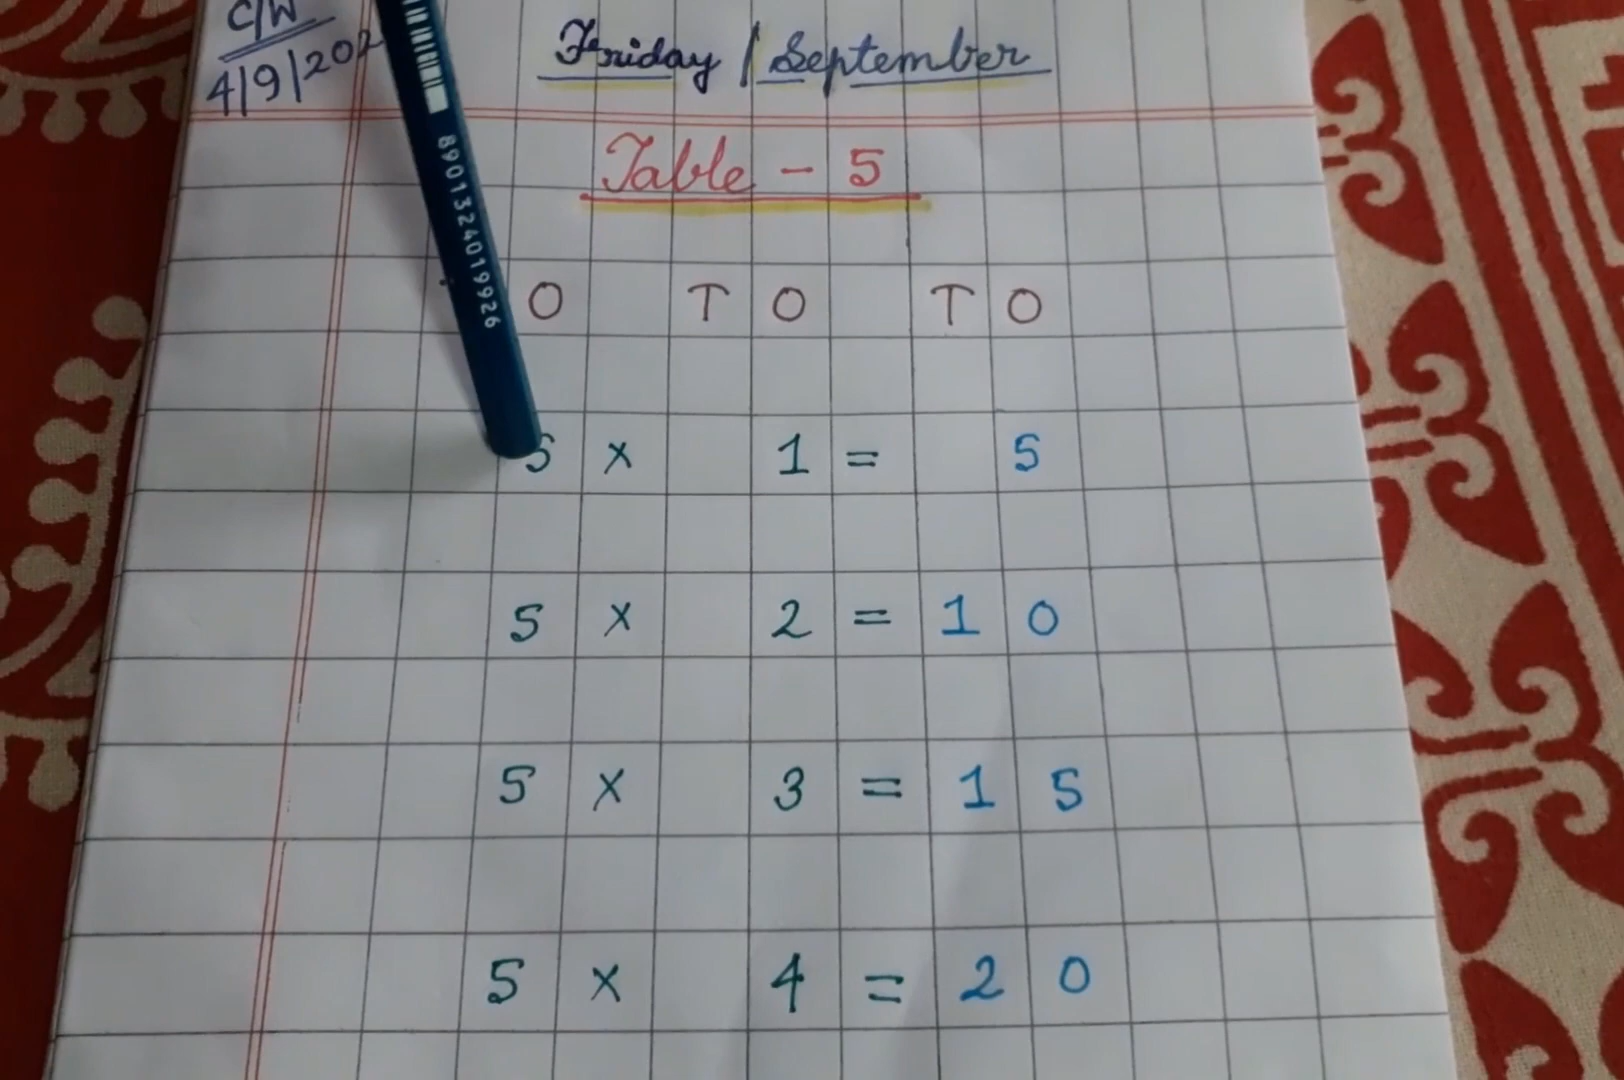 C/W
4/9/202
Friday / September
Table - 5
O T O T O
5 x 1 = 5
5 x 2 = 10
5 x 3 = 15
5 x 4 = 20
8901324019926